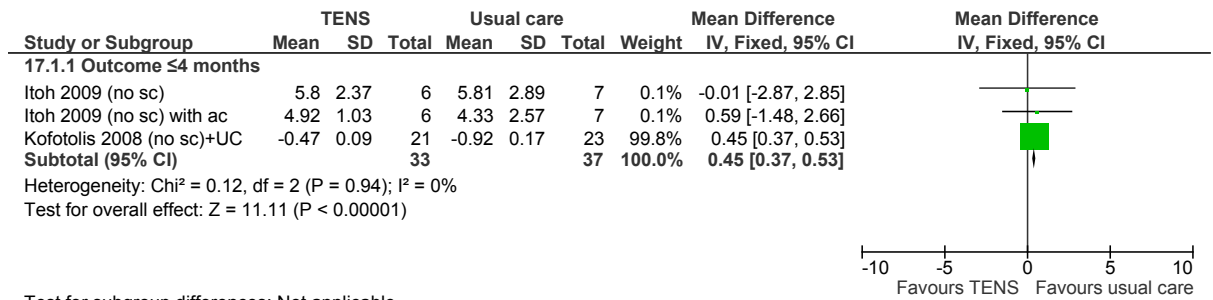 TENS Usual care Mean Difference Mean Difference
Study or Subgroup Mean SD Total Mean SD Total Weight IV, Fixed, 95% CI IV, Fixed, 95% CI
17.1.1 Outcome ≤4 months
Itoh 2009 (no sc) 5.8 2.37 6 5.81 2.89 7 0.1% -0.01 [-2.87, 2.85]
Itoh 2009 (no sc) with ac 4.92 1.03 6 4.33 2.57 7 0.1% 0.59 [-1.48, 2.66]
Kofotolis 2008 (no sc)+UC -0.47 0.09 21 -0.92 0.17 23 99.8% 0.45 [0.37, 0.53]
Subtotal (95% CI) 33 37 100.0% 0.45 [0.37, 0.53]
Heterogeneity: Chi² = 0.12, df = 2 (P = 0.94); I² = 0%
Test for overall effect: Z = 11.11 (P < 0.00001)
-10 -5 0 5 10
Favours TENS Favours usual care
Test for subgroup differences: Not applicable